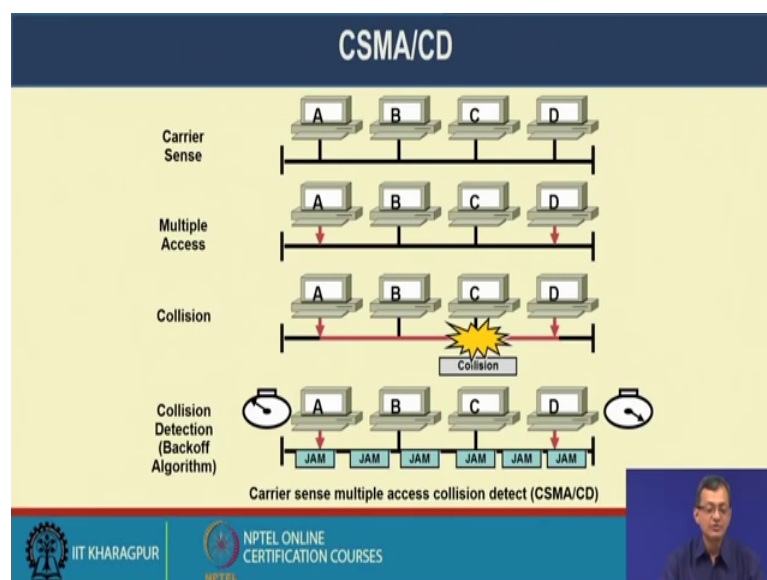 CSMA/CD
Carrier
Sense
A B C D
Multiple
Access
A B C D
Collision
A B C D
Collision
Collision
Detection
(Backoff
Algorithm)
A B C D
JAM JAM JAM JAM JAM JAM
Carrier sense multiple access collision detect (CSMA/CD)
IIT KHARAGPUR
NPTEL ONLINE
CERTIFICATION COURSES
NPTEL